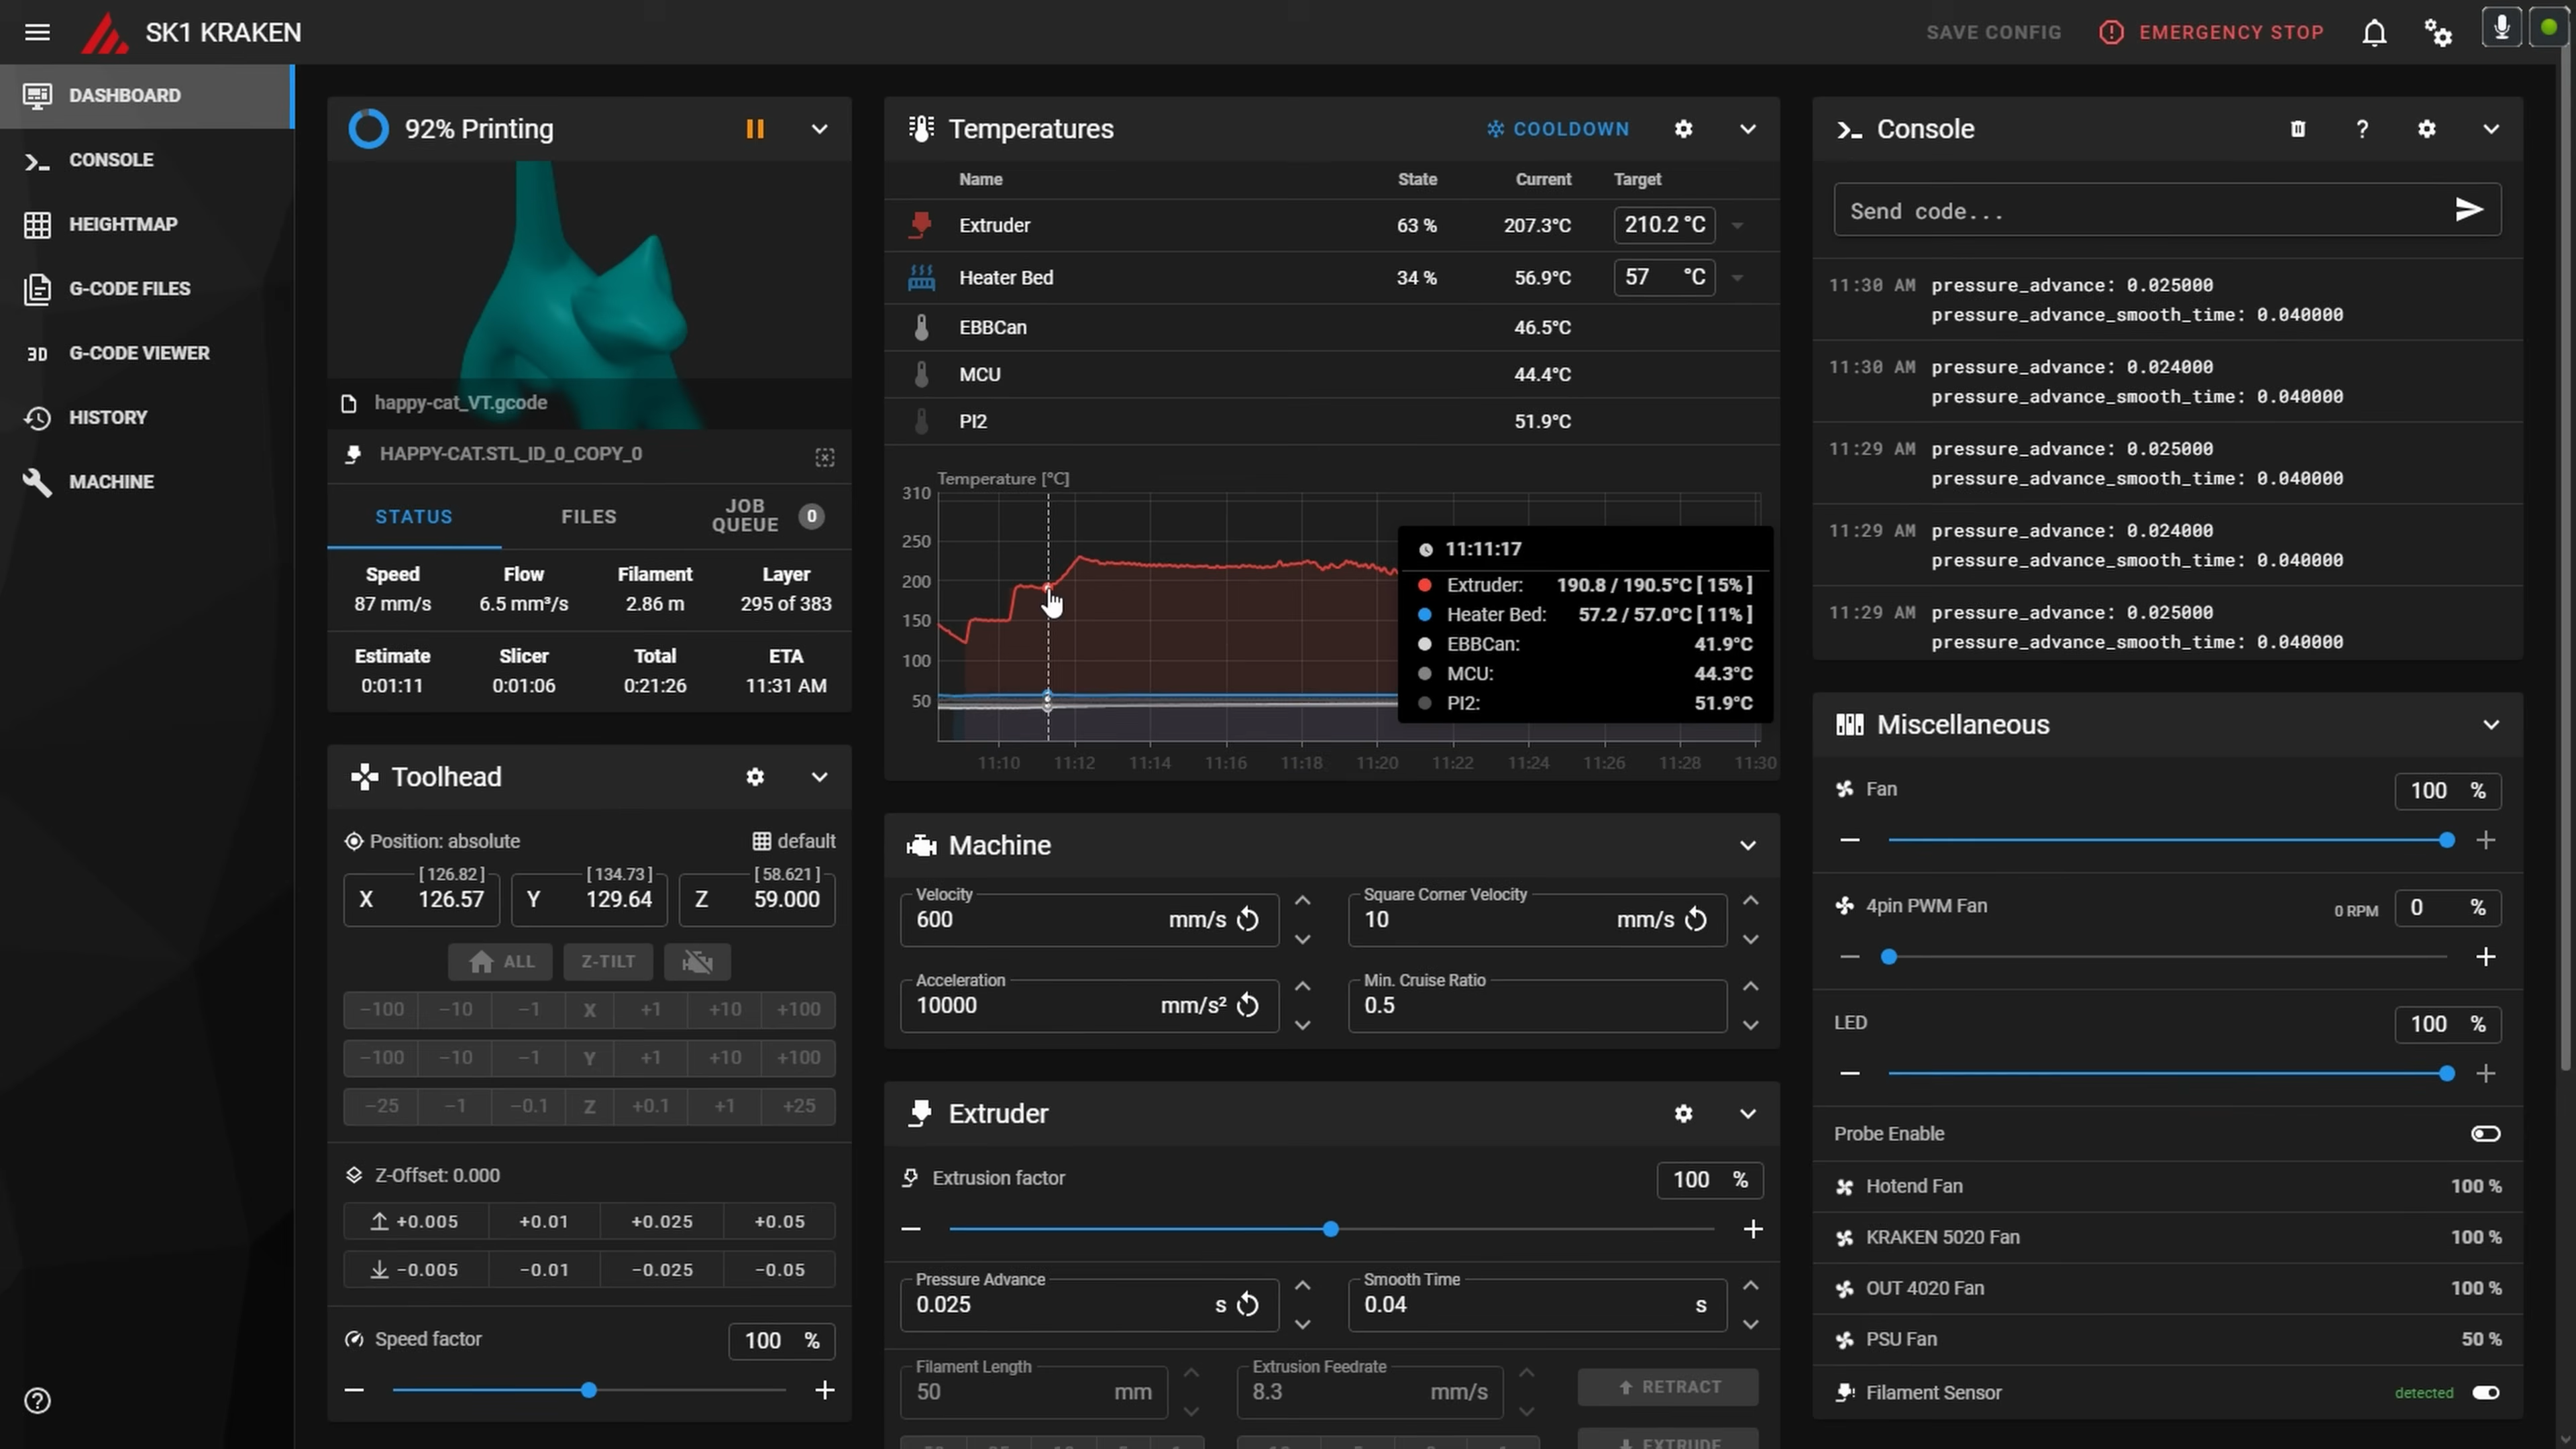 SK1 KRAKEN
SAVE CONFIG
EMERGENCY STOP
DASHBOARD
CONSOLE
HEIGHTMAP
G-CODE FILES
3D G-CODE VIEWER
HISTORY
MACHINE
92% Printing
happy-cat_VT.gcode
HAPPY-CAT.STL_ID_0_COPY_0
STATUS FILES JOB QUEUE 0
Speed Flow Filament Layer
87 mm/s 6.5 mm³/s 2.86 m 295 of 383
Estimate Slicer Total ETA
0:01:11 0:01:06 0:21:26 11:31 AM
Toolhead
Position: absolute default
[ 126.82 ] [ 134.73 ] [ 58.621 ]
X 126.57 Y 129.64 Z 59.000
ALL Z-TILT
−100 −10 −1 X +1 +10 +100
−100 −10 −1 Y +1 +10 +100
−25 −1 −0.1 Z +0.1 +1 +25
Z-Offset: 0.000
+0.005 +0.01 +0.025 +0.05
−0.005 −0.01 −0.025 −0.05
Speed factor 100 %
Temperatures COOLDOWN
Name State Current Target
Extruder 63 % 207.3°C 210.2 °C
Heater Bed 34 % 56.9°C 57 °C
EBBCan 46.5°C
MCU 44.4°C
PI2 51.9°C
Temperature [°C]
310
250
200
150
100
50
11:10 11:12 11:14 11:16 11:18 11:20 11:22 11:24 11:26 11:28 11:30
11:11:17
Extruder: 190.8 / 190.5°C [ 15% ]
Heater Bed: 57.2 / 57.0°C [ 11% ]
EBBCan: 41.9°C
MCU: 44.3°C
PI2: 51.9°C
Machine
Velocity Square Corner Velocity
600 mm/s 10 mm/s
Acceleration Min. Cruise Ratio
10000 mm/s² 0.5
Extruder
Extrusion factor 100 %
Pressure Advance Smooth Time
0.025 s 0.04 s
Filament Length Extrusion Feedrate
50 mm 8.3 mm/s RETRACT
EXTRUDE
Console
Send code...
11:30 AM pressure_advance: 0.025000
pressure_advance_smooth_time: 0.040000
11:30 AM pressure_advance: 0.024000
pressure_advance_smooth_time: 0.040000
11:29 AM pressure_advance: 0.025000
pressure_advance_smooth_time: 0.040000
11:29 AM pressure_advance: 0.024000
pressure_advance_smooth_time: 0.040000
11:29 AM pressure_advance: 0.025000
pressure_advance_smooth_time: 0.040000
Miscellaneous
Fan 100 %
4pin PWM Fan 0 RPM 0 %
LED 100 %
Probe Enable
Hotend Fan 100 %
KRAKEN 5020 Fan 100 %
OUT 4020 Fan 100 %
PSU Fan 50 %
Filament Sensor detected